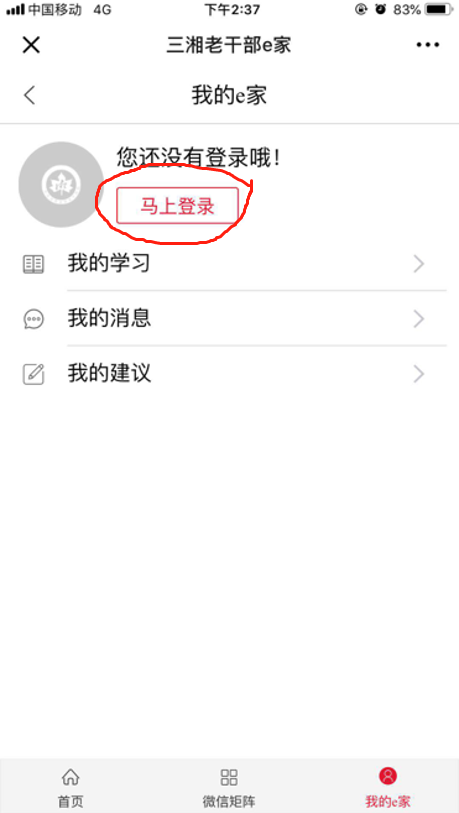 中国移动 4G 下午2:37 83%
三湘老干部e家
我的e家
您还没有登录哦！
马上登录
我的学习
我的消息
我的建议
首页 微信矩阵 我的e家